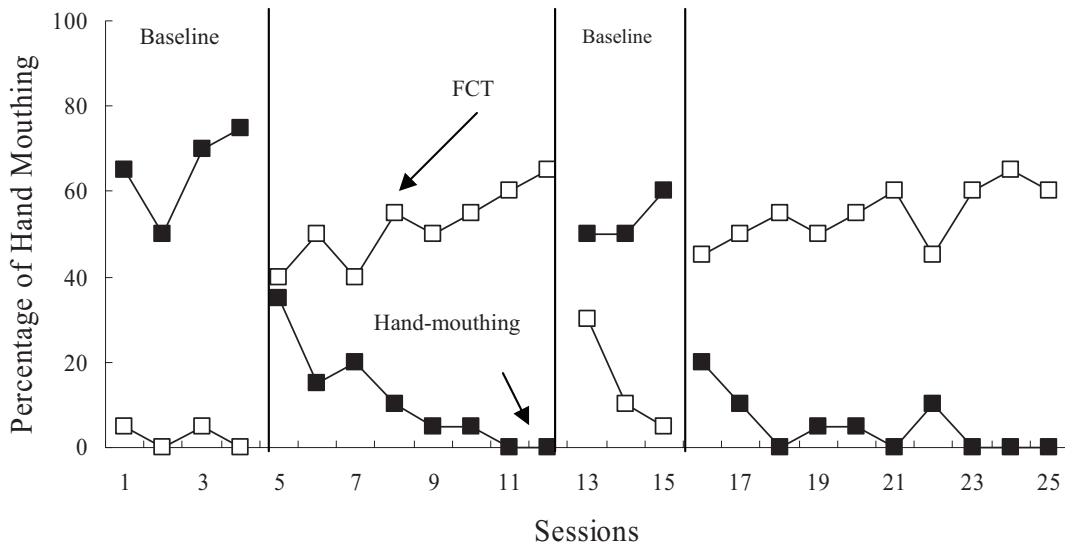 Percentage of Hand Mouthing
100
80
60
40
20
0
Baseline
FCT
Hand-mouthing
Baseline
1 3 5 7 9 11 13 15 17 19 21 23 25
Sessions